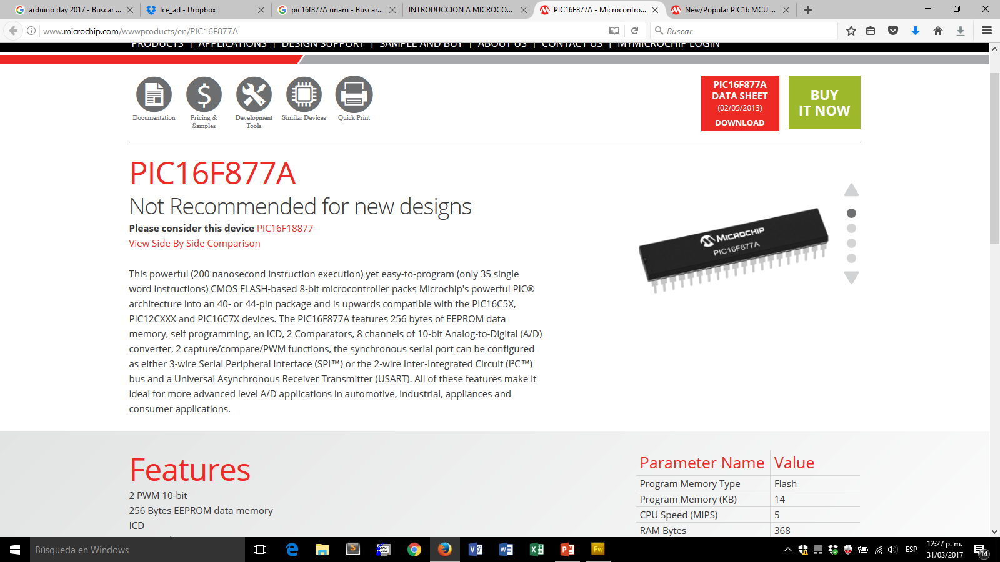 arduino day 2017 - Buscar ...
Ice_ad - Dropbox
pic16f877A unam - Buscar...
INTRODUCCION A MICROCO...
PIC16F877A - Microcontro...
New/Popular PIC16 MCU ...
www.microchip.com/wwwproducts/en/PIC16F877A
Buscar
PRODUCTS | APPLICATIONS | DESIGN SUPPORT | SAMPLE AND BUY | ABOUT US | CONTACT US | MYMICROCHIP LOGIN
Documentation
Pricing &
Samples
Development
Tools
Similar Devices
Quick Print
PIC16F877A
DATA SHEET
(02/05/2013)
DOWNLOAD
BUY
IT NOW
PIC16F877A
Not Recommended for new designs
Please consider this device PIC16F18877
View Side By Side Comparison
MICROCHIP
PIC16F877A
This powerful (200 nanosecond instruction execution) yet easy-to-program (only 35 single
word instructions) CMOS FLASH-based 8-bit microcontroller packs Microchip's powerful PIC®
architecture into an 40- or 44-pin package and is upwards compatible with the PIC16C5X,
PIC12CXXX and PIC16C7X devices. The PIC16F877A features 256 bytes of EEPROM data
memory, self programming, an ICD, 2 Comparators, 8 channels of 10-bit Analog-to-Digital (A/D)
converter, 2 capture/compare/PWM functions, the synchronous serial port can be configured
as either 3-wire Serial Peripheral Interface (SPI™) or the 2-wire Inter-Integrated Circuit (I²C™)
bus and a Universal Asynchronous Receiver Transmitter (USART). All of these features make it
ideal for more advanced level A/D applications in automotive, industrial, appliances and
consumer applications.
Features
2 PWM 10-bit
256 Bytes EEPROM data memory
ICD
Parameter Name Value
Program Memory Type Flash
Program Memory (KB) 14
CPU Speed (MIPS) 5
RAM Bytes 368
Búsqueda en Windows
Fw
ESP
12:27 p. m.
31/03/2017
14